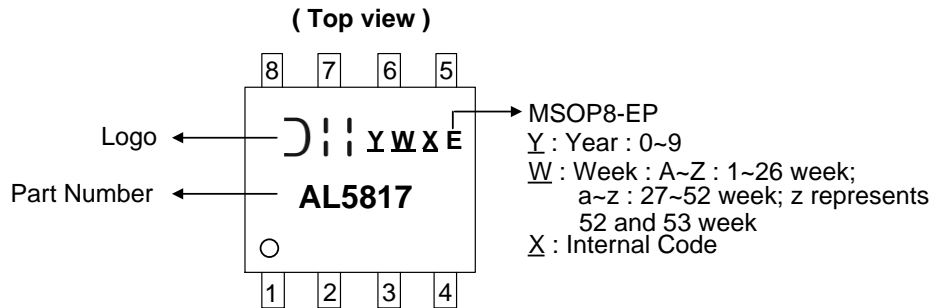 ( Top view )
8 7 6 5
Logo
Y W X E
MSOP8-EP
Y : Year : 0~9
W : Week : A~Z : 1~26 week;
a~z : 27~52 week; z represents
52 and 53 week
X : Internal Code
Part Number
AL5817
1 2 3 4